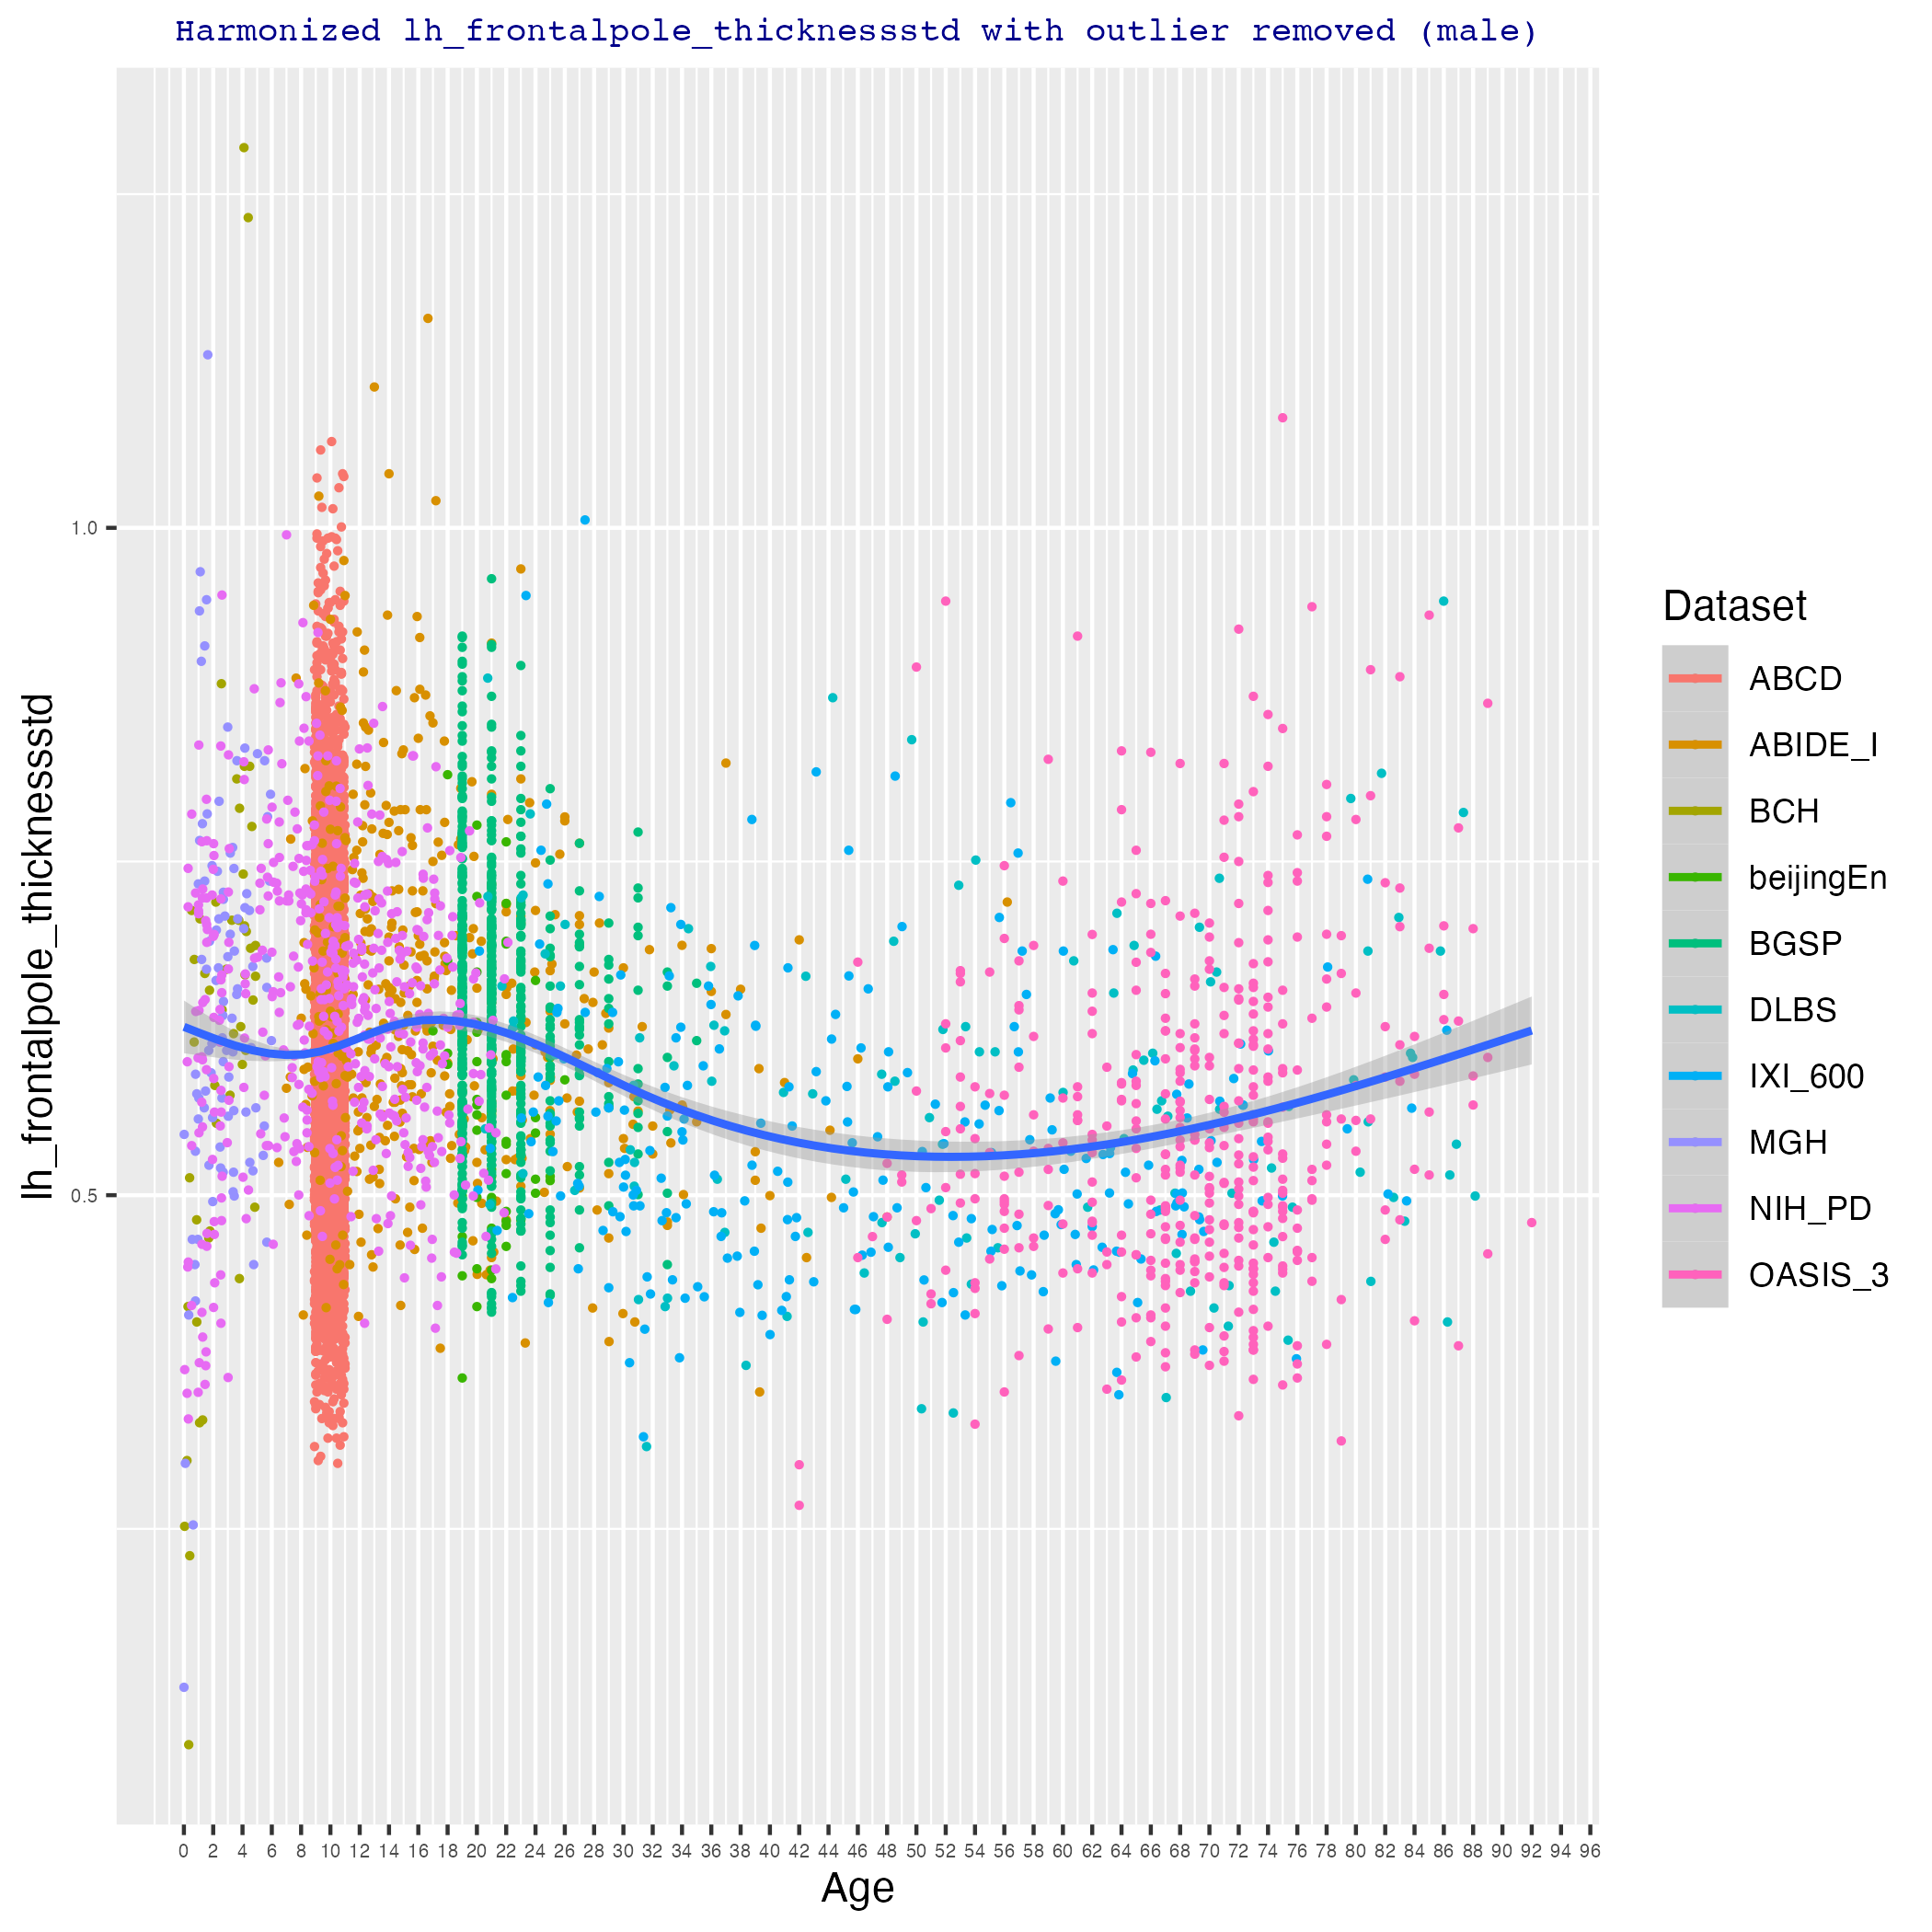 Harmonized lh_frontalpole_thicknessstd with outlier removed (male)
lh_frontalpole_thicknessstd
1.0
0.5
0 2 4 6 8 10 12 14 16 18 20 22 24 26 28 30 32 34 36 38 40 42 44 46 48 50 52 54 56 58 60 62 64 66 68 70 72 74 76 78 80 82 84 86 88 90 92 94 96
Age
Dataset
ABCD
ABIDE_I
BCH
beijingEn
BGSP
DLBS
IXI_600
MGH
NIH_PD
OASIS_3